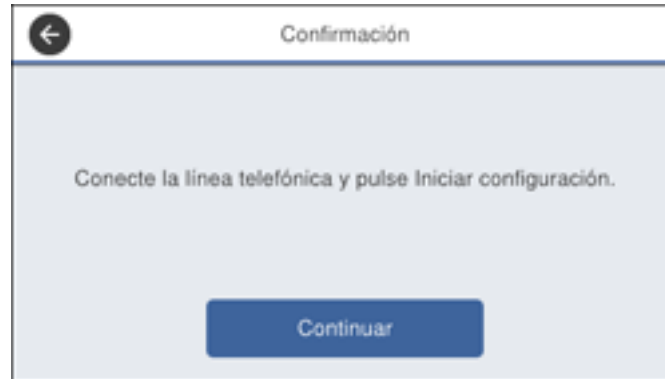 Confirmación
Conecte la línea telefónica y pulse Iniciar configuración.
Continuar